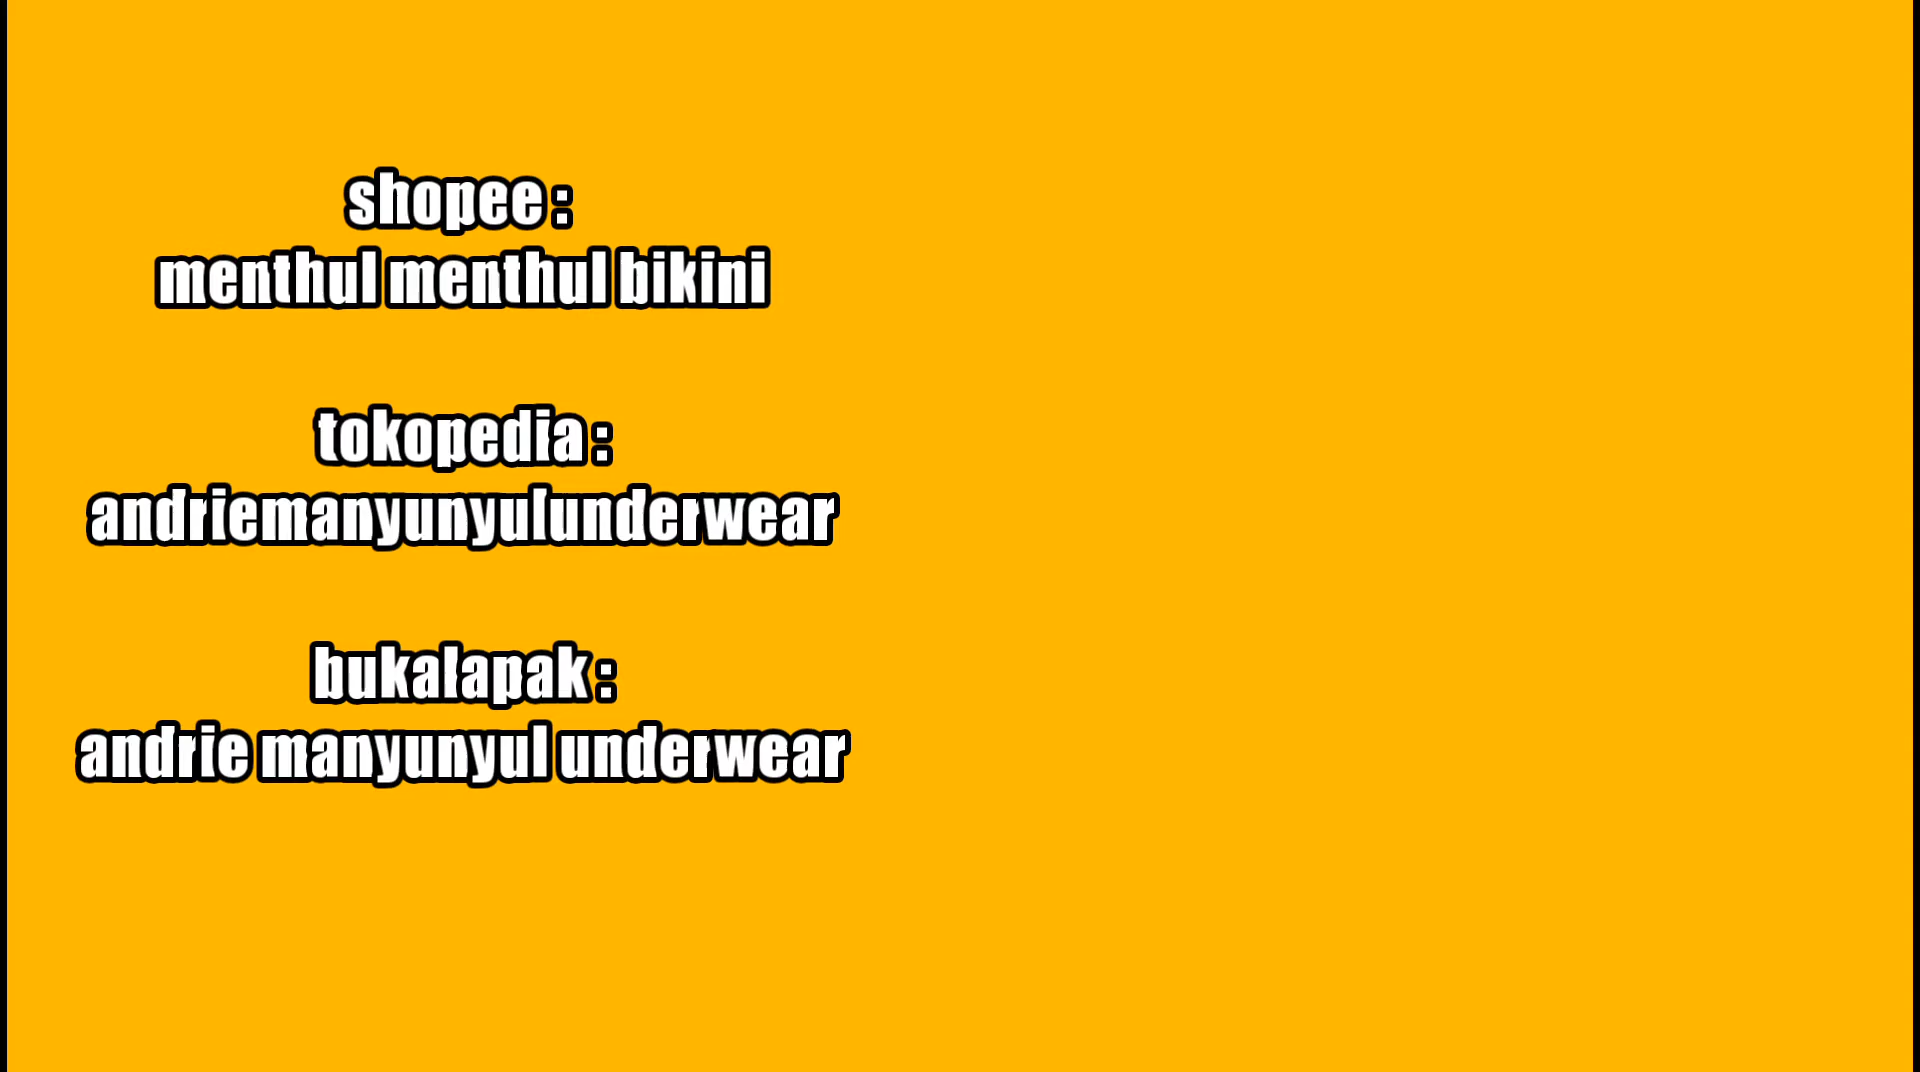 shopee :
menthul menthul bikini
tokopedia :
andriemanyunyulunderwear
bukalapak :
andrie manyunyul underwear